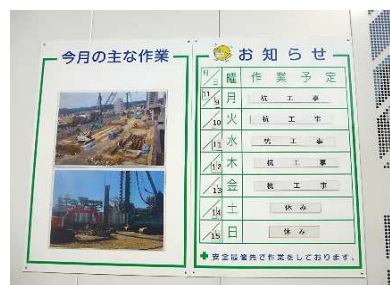 今月の主な作業
お知らせ
月 日 曜 作業予定
11/9 月 杭工事
10 火 杭工事
11 水 杭工事
12 木 杭工事
13 金 杭工事
14 土 休み
15 日 休み
安全最優先で作業をしております。